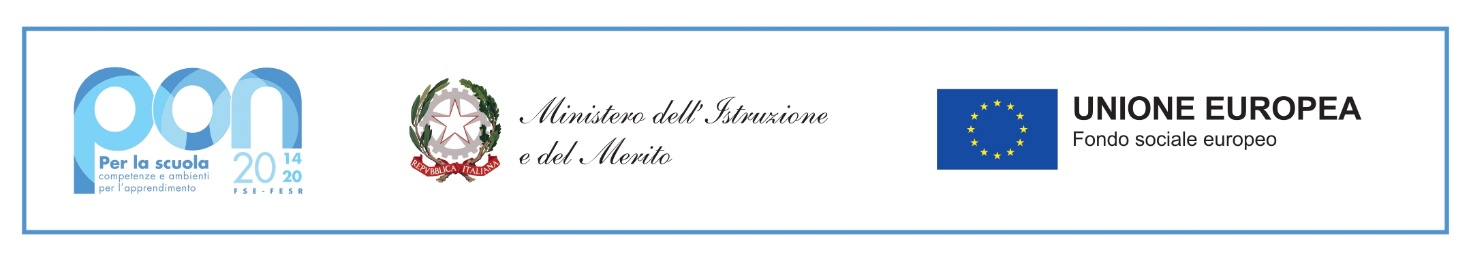 pon
Per la scuola
competenze e ambienti
per l'apprendimento
20 14
20
FSE-FESR
REPVBBLICA ITALIANA
Ministero dell'Istruzione
e del Merito
UNIONE EUROPEA
Fondo sociale europeo